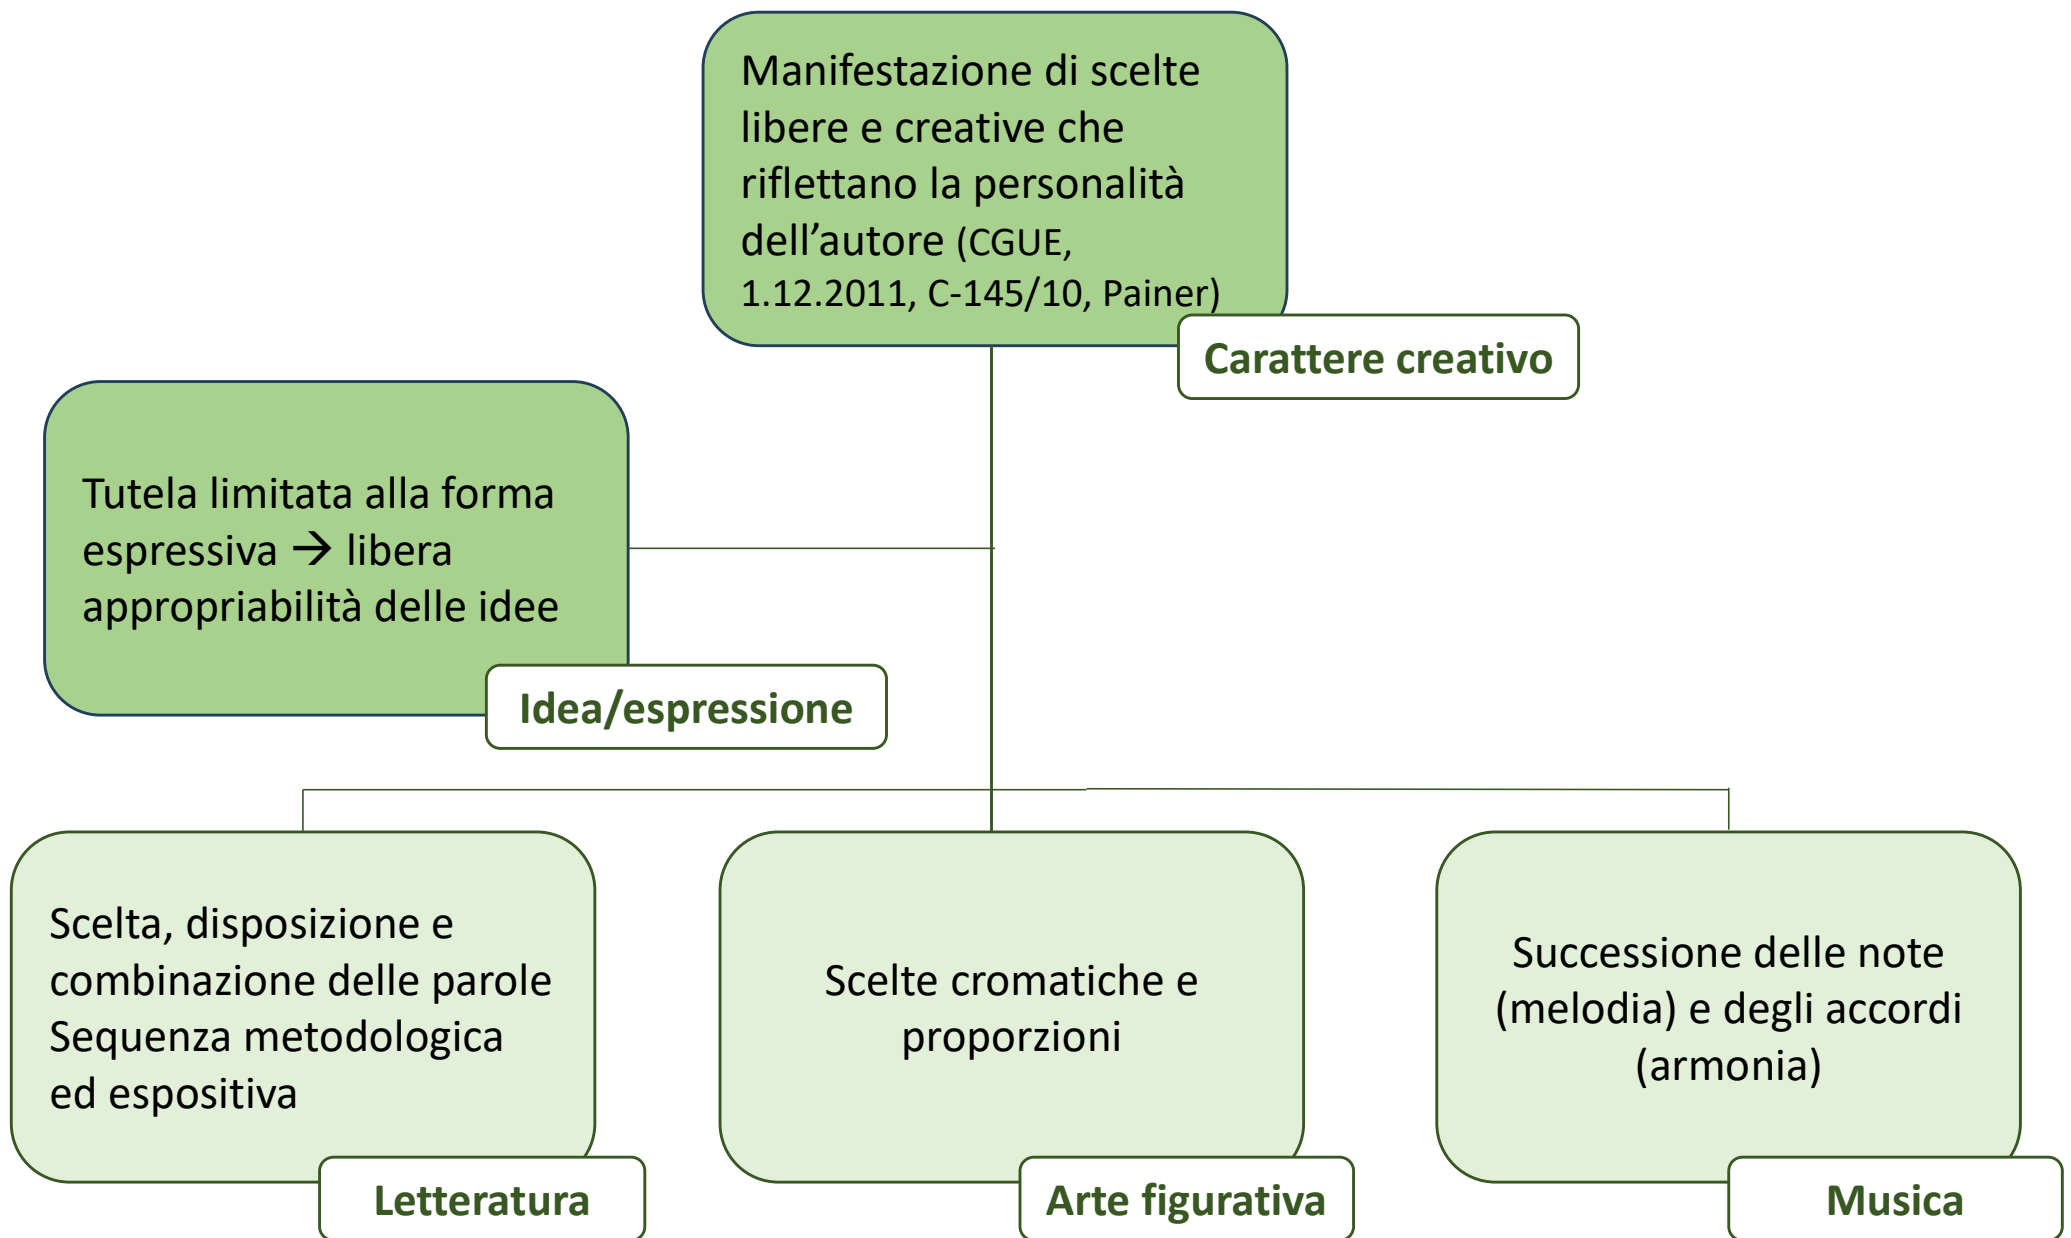 Manifestazione di scelte
libere e creative che
riflettano la personalità
dell’autore (CGUE,
1.12.2011, C-145/10, Painer)
Carattere creativo
Tutela limitata alla forma
espressiva → libera
appropriabilità delle idee
Idea/espressione
Scelta, disposizione e
combinazione delle parole
Sequenza metodologica
ed espositiva
Letteratura
Scelte cromatiche e
proporzioni
Arte figurativa
Successione delle note
(melodia) e degli accordi
(armonia)
Musica